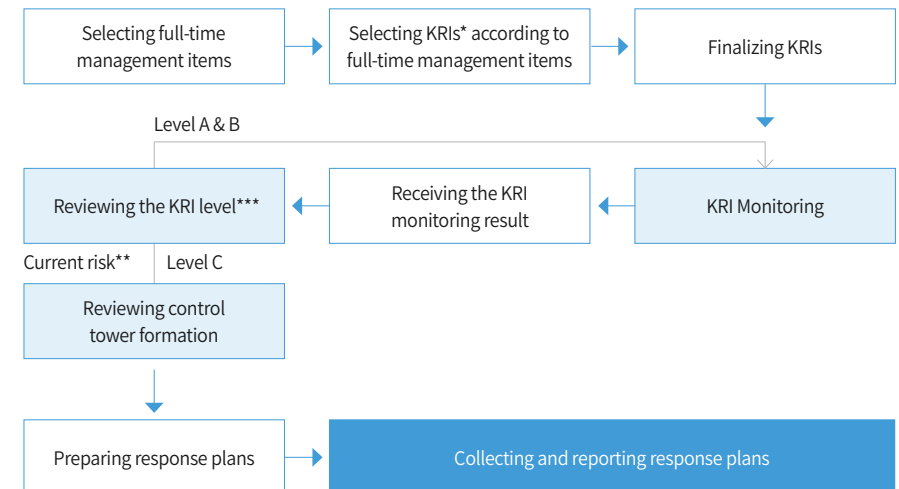 Selecting full-time
management items
Selecting KRIs* according to
full-time management items
Finalizing KRIs
Level A & B
Reviewing the KRI level***
Receiving the KRI
monitoring result
KRI Monitoring
Current risk**
Level C
Reviewing control
tower formation
Preparing response plans
Collecting and reporting response plans